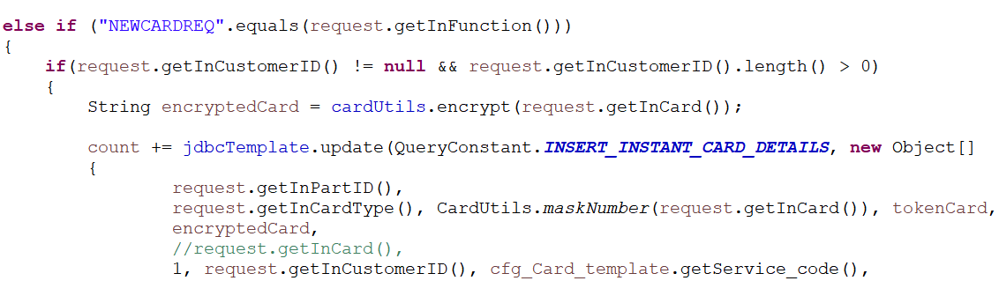 else if ("NEWCARDREQ".equals(request.getInFunction()))
{
if(request.getInCustomerID() != null && request.getInCustomerID().length() > 0)
{
String encryptedCard = cardUtils.encrypt(request.getInCard());
count += jdbcTemplate.update(QueryConstant.INSERT_INSTANT_CARD_DETAILS, new Object[]
{
request.getInPartID(),
request.getInCardType(), CardUtils.maskNumber(request.getInCard()), tokenCard,
encryptedCard,
//request.getInCard(),
1, request.getInCustomerID(), cfg_Card_template.getService_code(),